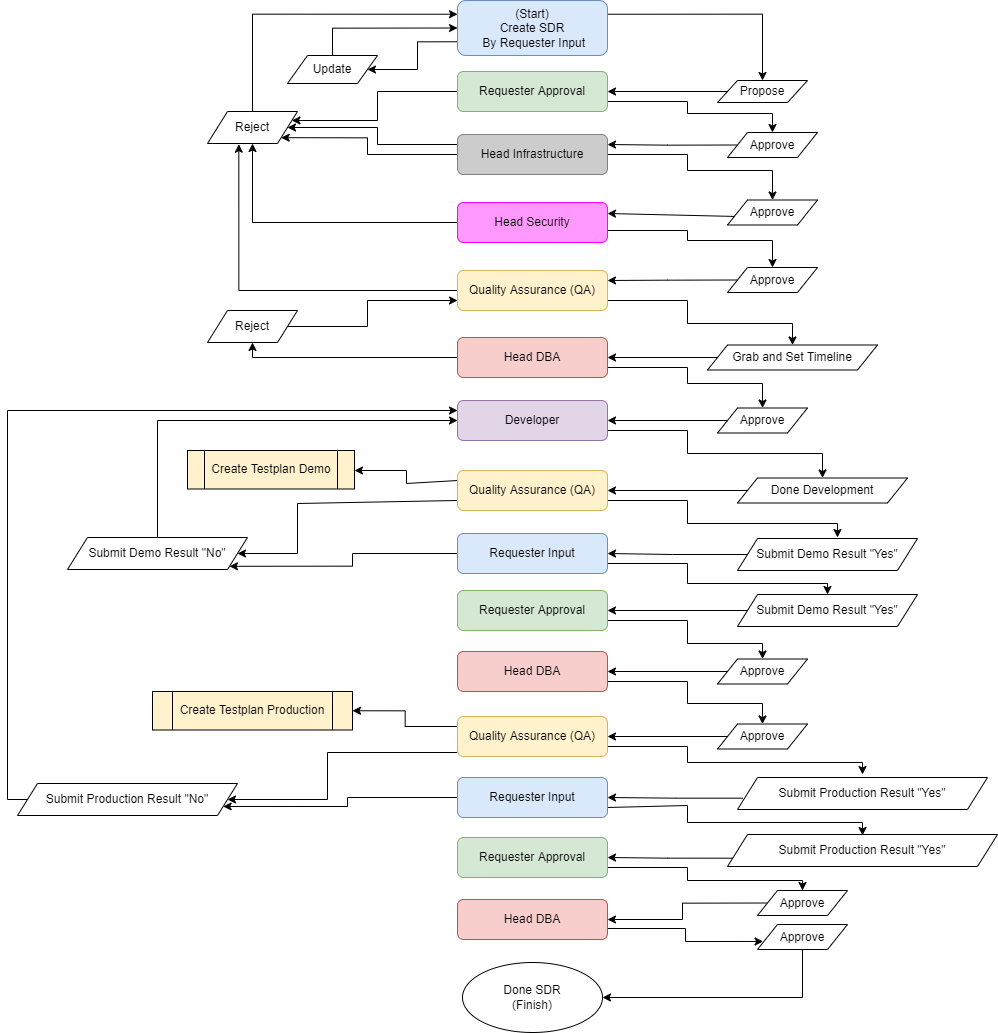 (Start)
Create SDR
By Requester Input
Update
Requester Approval
Propose
Reject
Approve
Head Infrastructure
Approve
Head Security
Approve
Quality Assurance (QA)
Reject
Head DBA
Grab and Set Timeline
Developer
Approve
Create Testplan Demo
Quality Assurance (QA)
Done Development
Submit Demo Result "No"
Requester Input
Submit Demo Result "Yes"
Requester Approval
Submit Demo Result "Yes"
Head DBA
Approve
Create Testplan Production
Quality Assurance (QA)
Approve
Submit Production Result "No"
Requester Input
Submit Production Result "Yes"
Requester Approval
Submit Production Result "Yes"
Approve
Head DBA
Approve
Done SDR
(Finish)